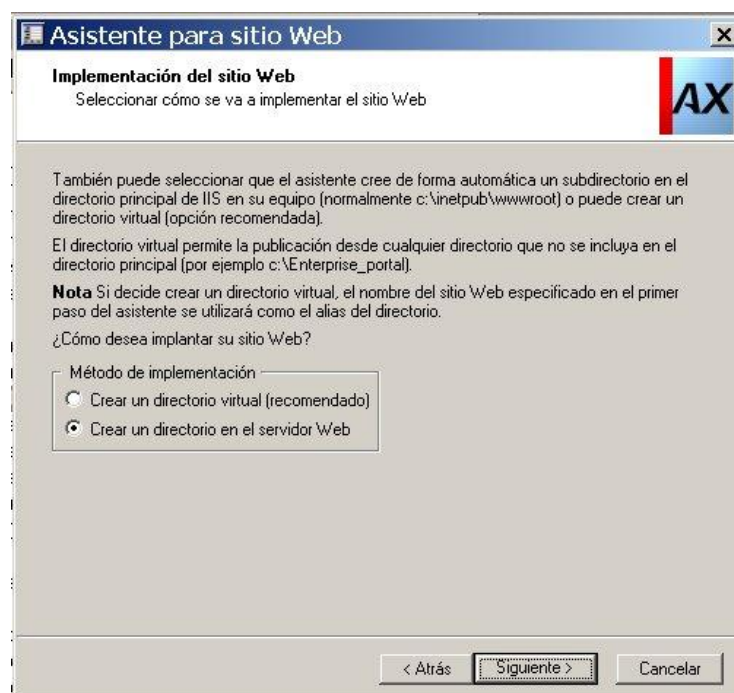 Asistente para sitio Web
Implementación del sitio Web
Seleccionar cómo se va a implementar el sitio Web
AX
También puede seleccionar que el asistente cree de forma automática un subdirectorio en el
directorio principal de IIS en su equipo (normalmente c:\inetpub\wwwroot) o puede crear un
directorio virtual (opción recomendada).
El directorio virtual permite la publicación desde cualquier directorio que no se incluya en el
directorio principal (por ejemplo c:\Enterprise_portal).
Nota Si decide crear un directorio virtual, el nombre del sitio Web especificado en el primer
paso del asistente se utilizará como el alias del directorio.
¿Cómo desea implantar su sitio Web?
Método de implementación
Crear un directorio virtual (recomendado)
Crear un directorio en el servidor Web
< Atrás Siguiente > Cancelar